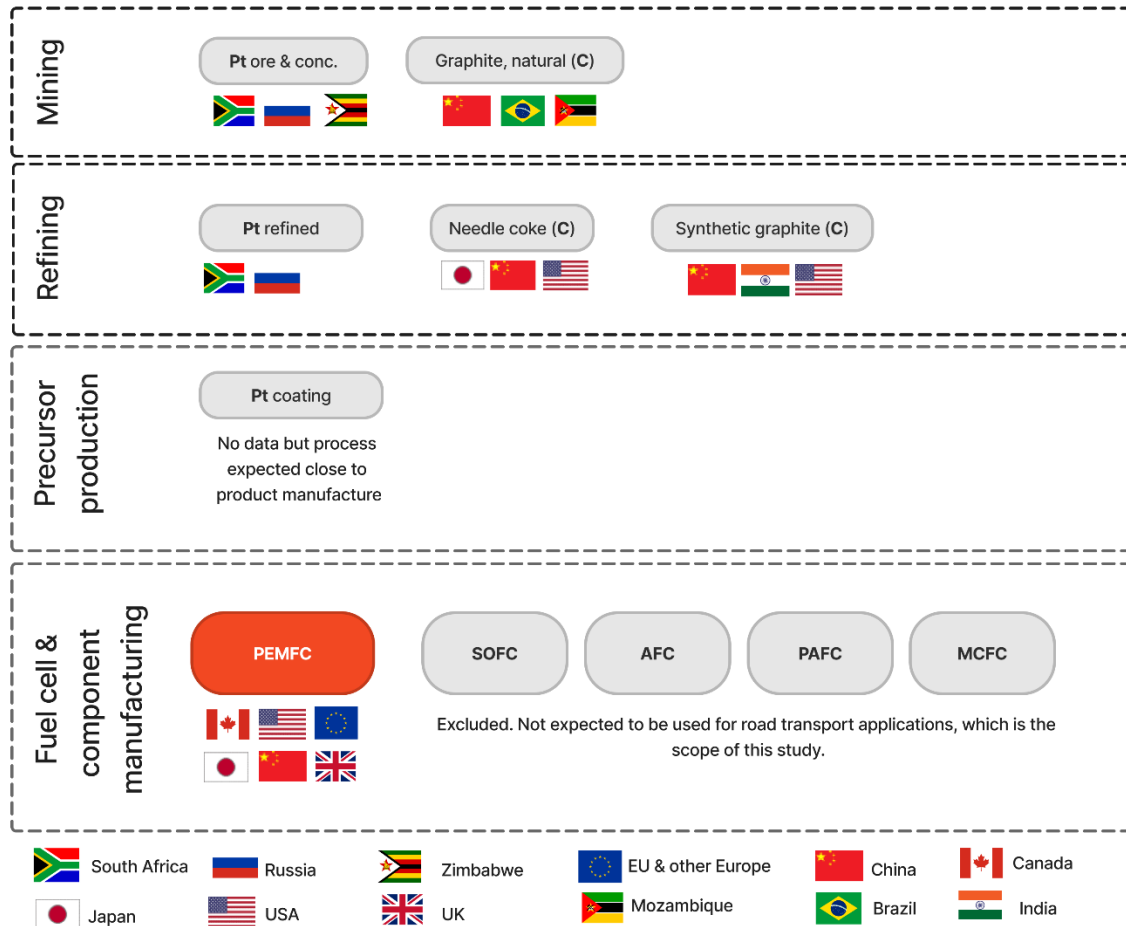 Mining
Pt ore & conc.
Graphite, natural (C)
Refining
Pt refined
Needle coke (C)
Synthetic graphite (C)
Precursor
production
Pt coating
No data but process
expected close to
product manufacture
Fuel cell &
component
manufacturing
PEMFC
SOFC
AFC
PAFC
MCFC
Excluded. Not expected to be used for road transport applications, which is the
scope of this study.
South Africa
Russia
Zimbabwe
EU & other Europe
China
Canada
Japan
USA
UK
Mozambique
Brazil
India